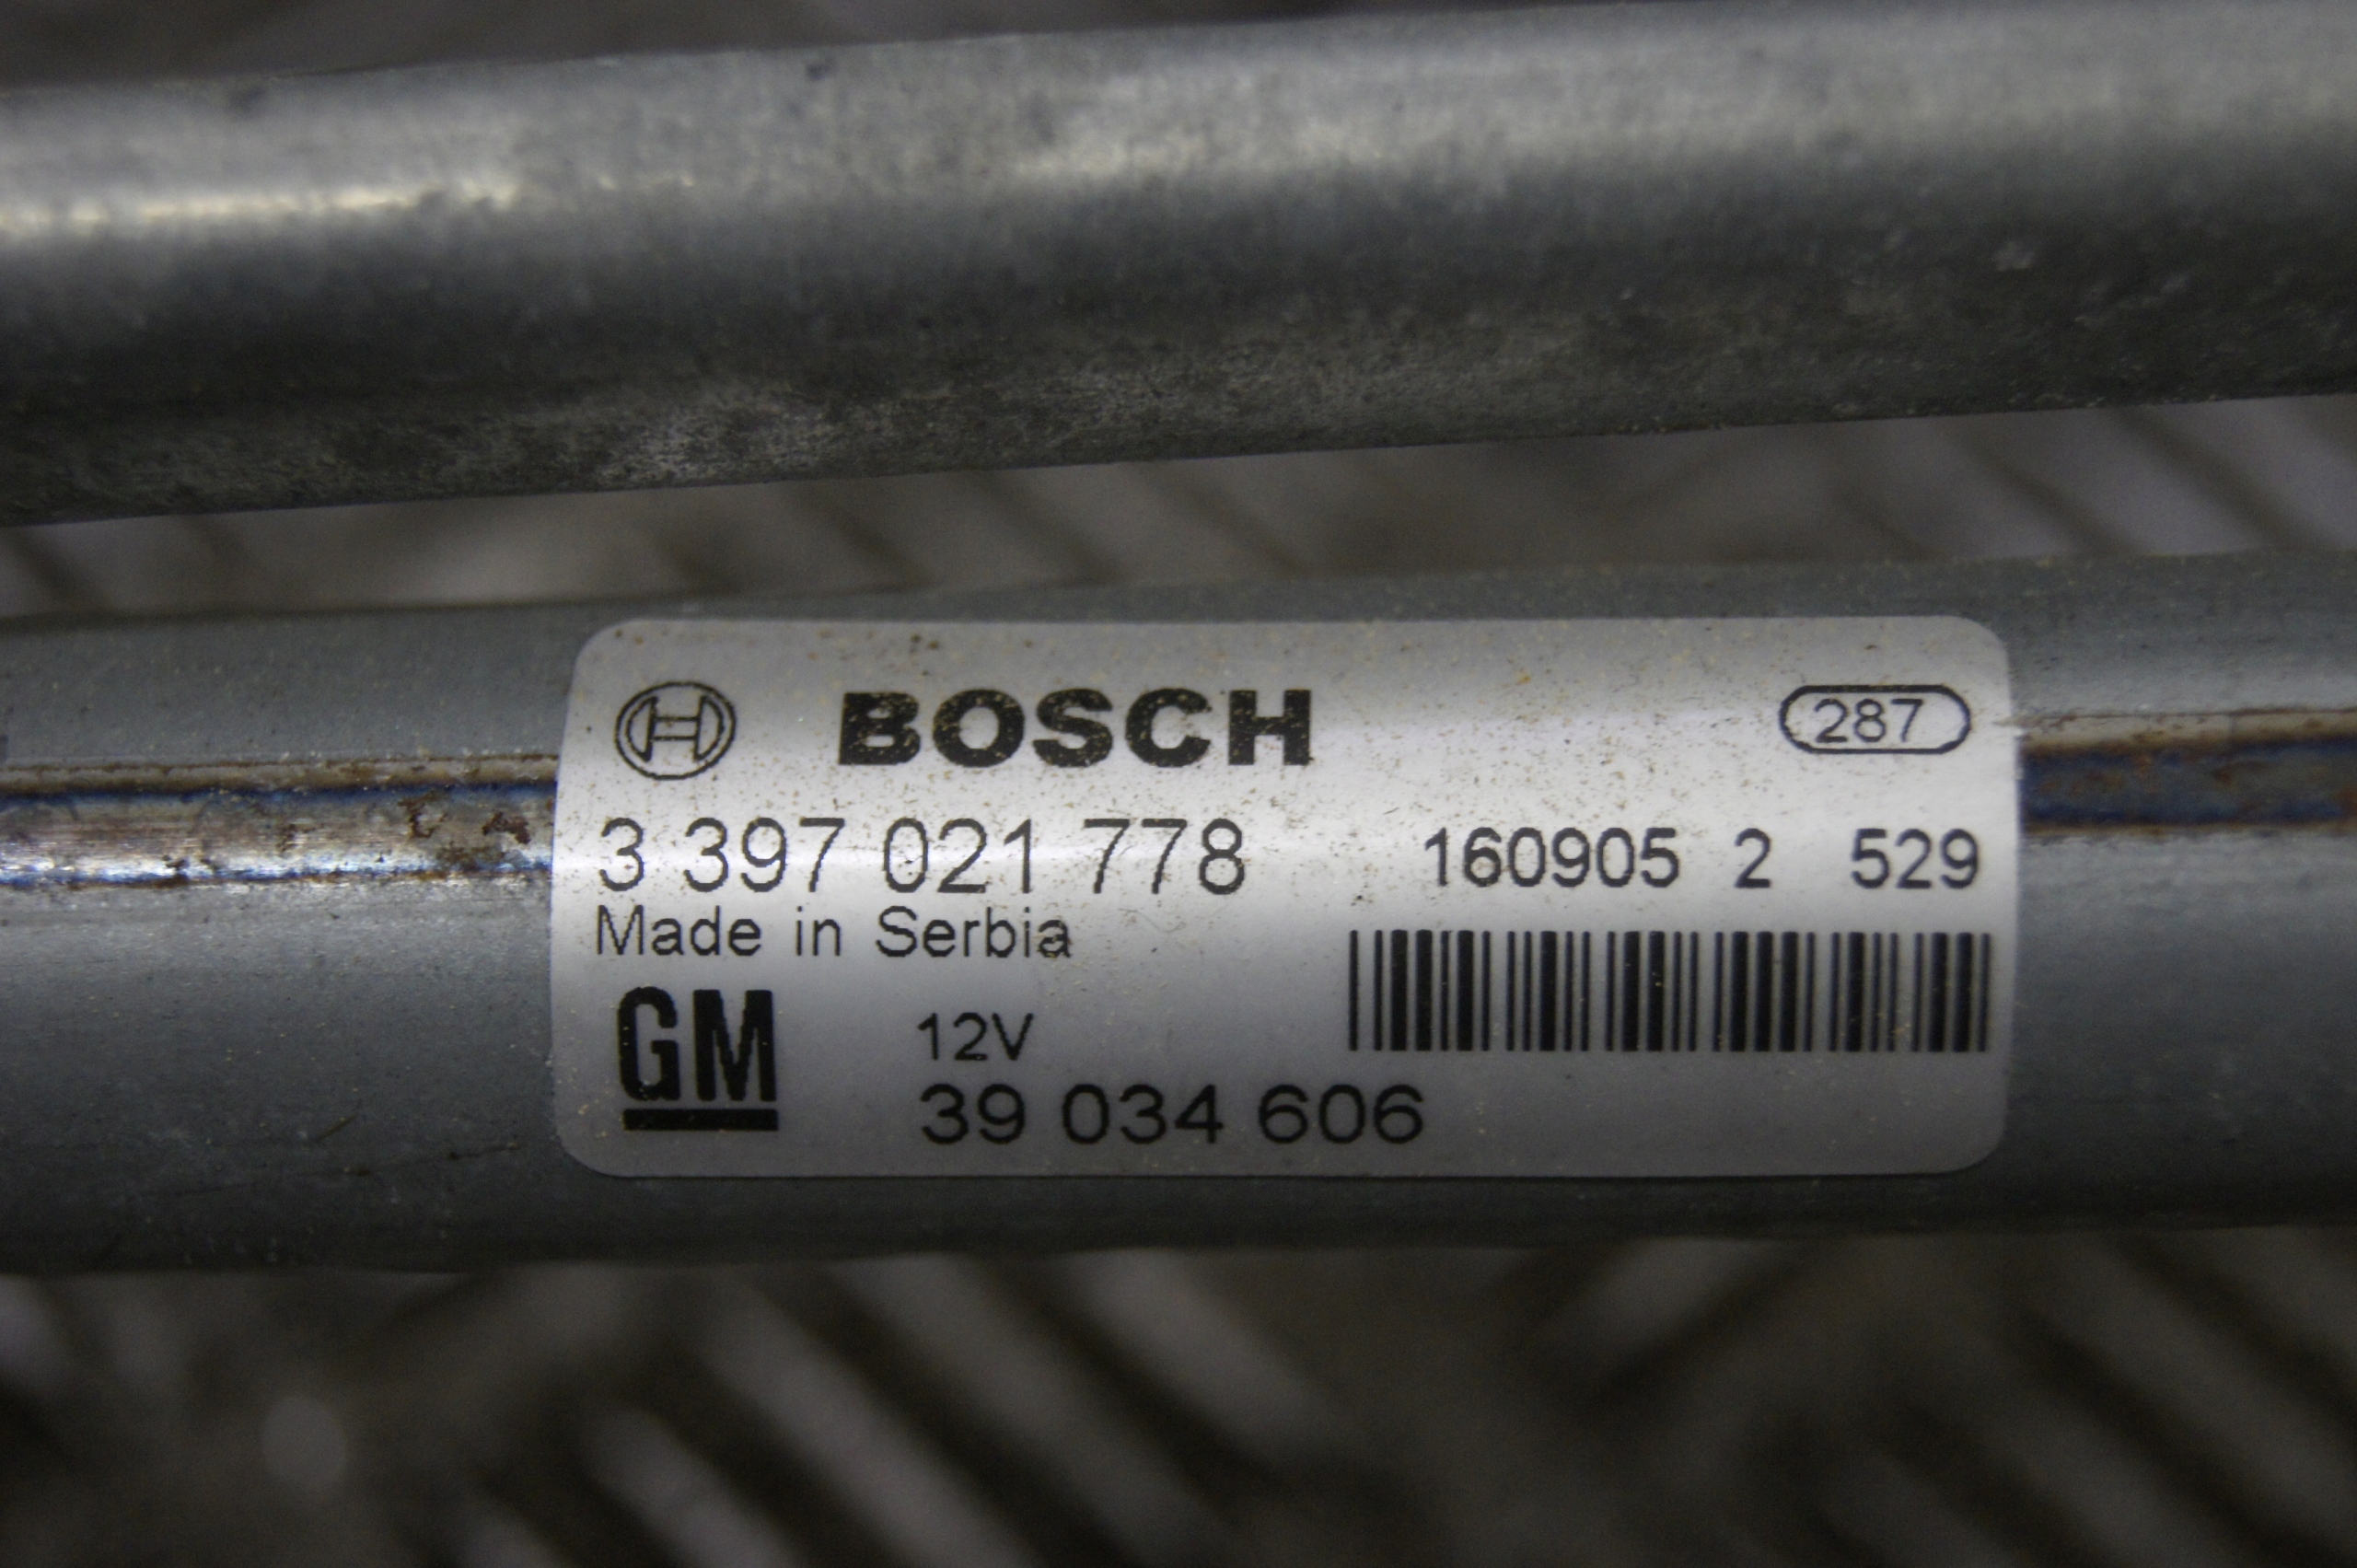 BOSCH 287
3 397 021 778 160905 2 529
Made in Serbia
GM 12V
39 034 606